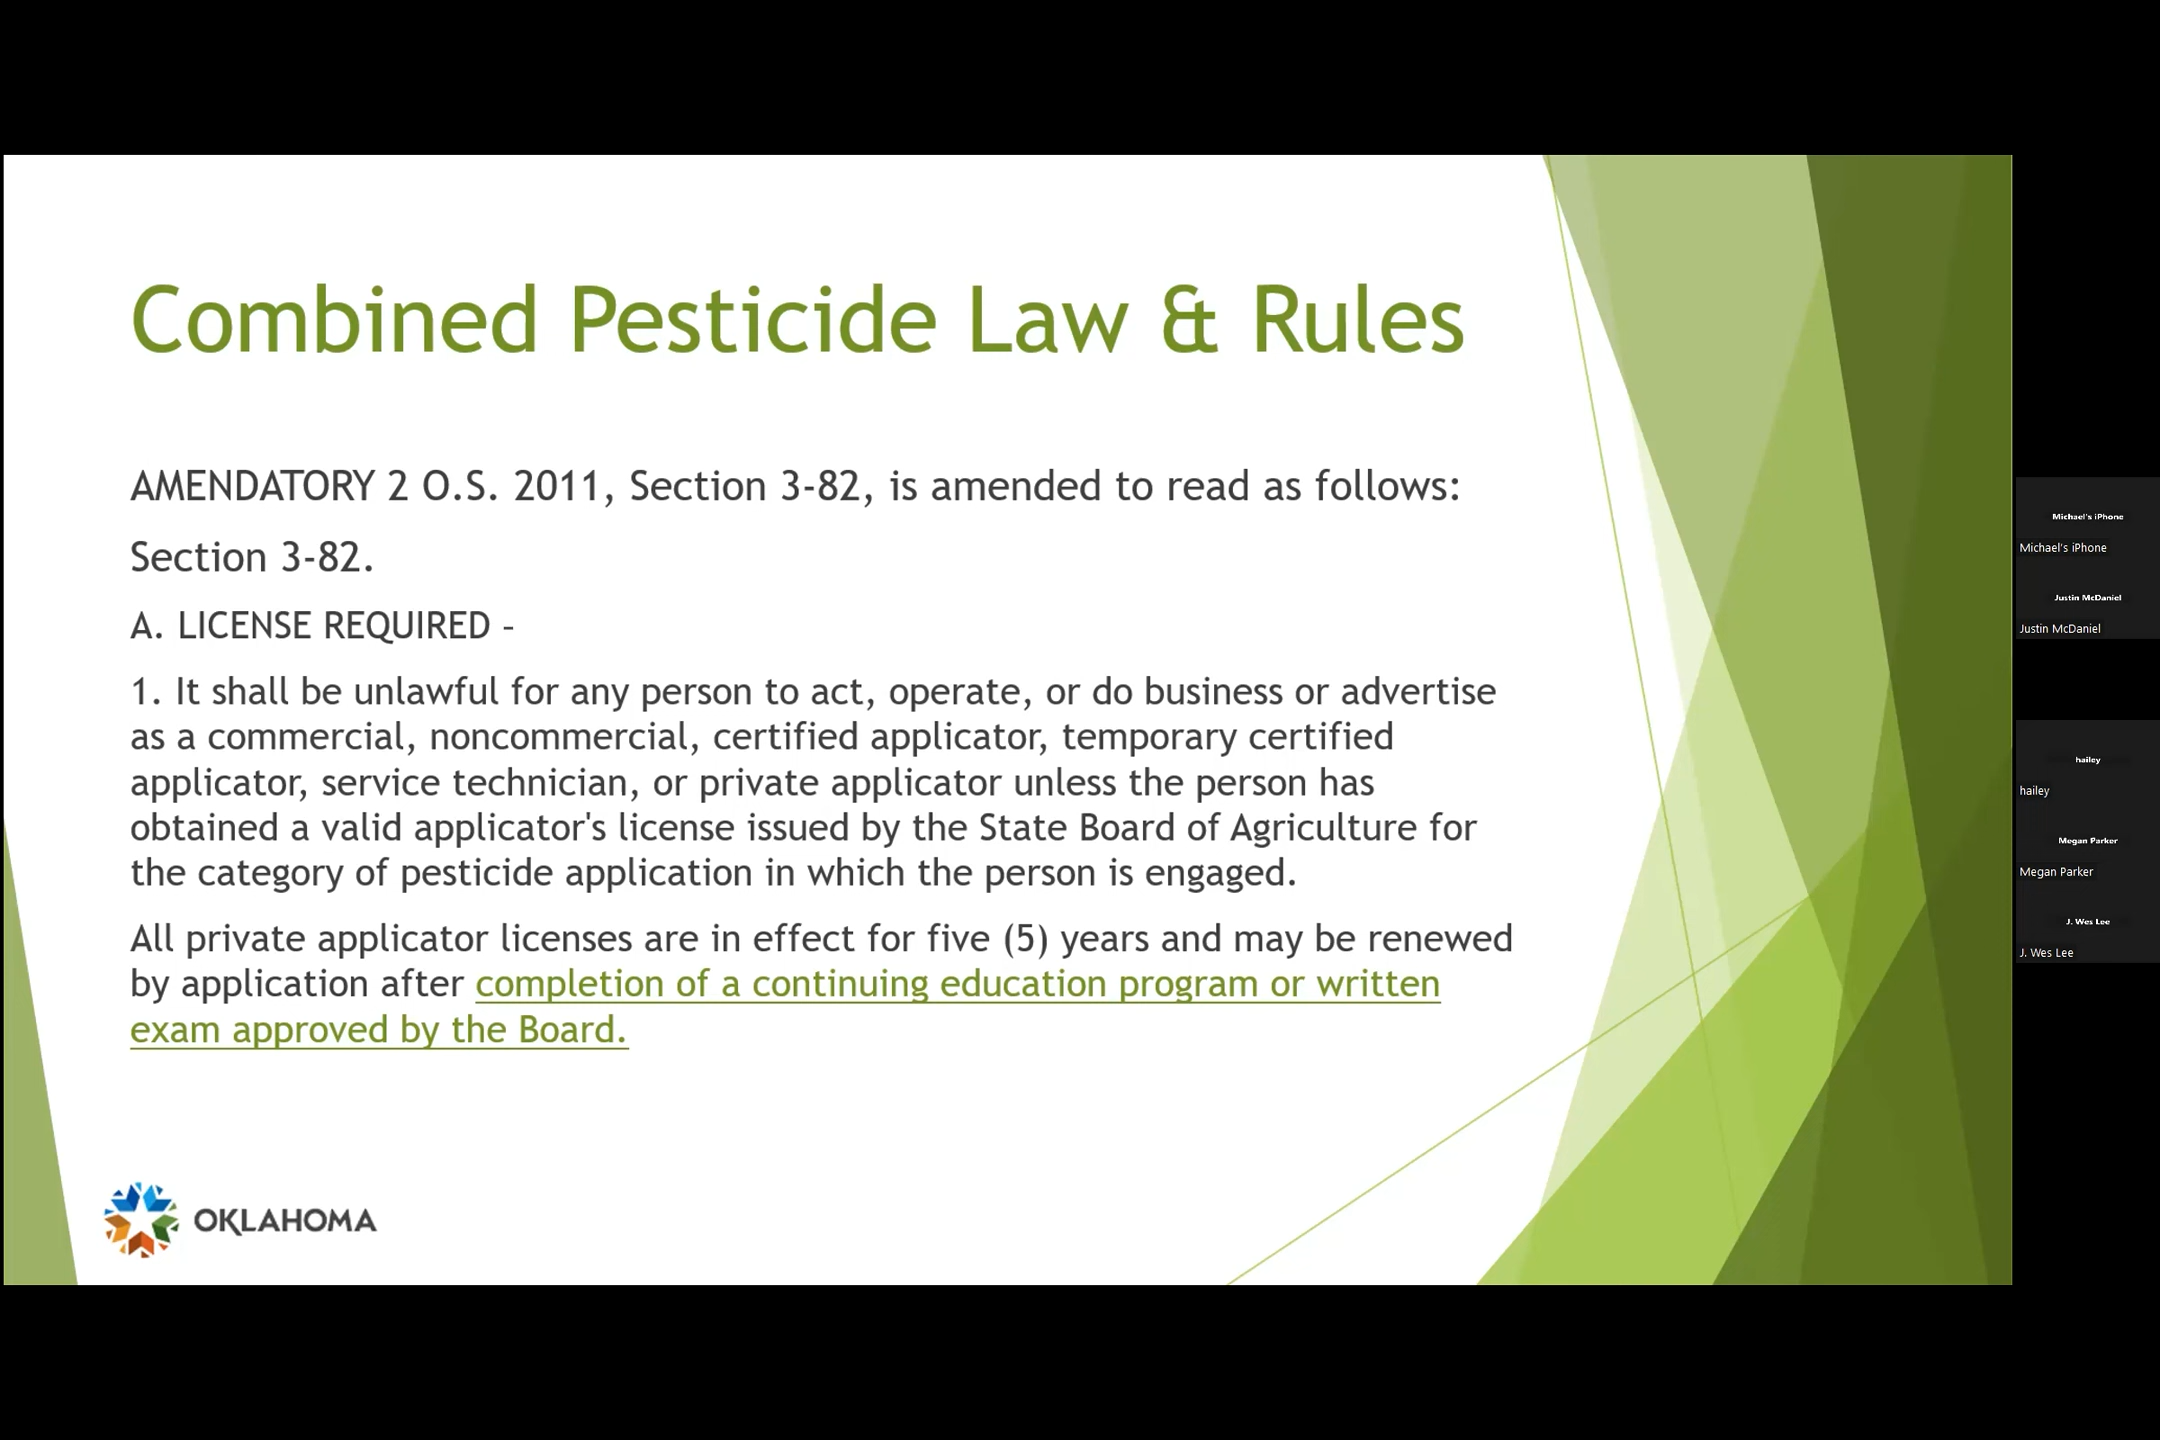 Combined Pesticide Law & Rules
AMENDATORY 2 O.S. 2011, Section 3-82, is amended to read as follows:
Section 3-82.
A. LICENSE REQUIRED -
1. It shall be unlawful for any person to act, operate, or do business or advertise
as a commercial, noncommercial, certified applicator, temporary certified
applicator, service technician, or private applicator unless the person has
obtained a valid applicator's license issued by the State Board of Agriculture for
the category of pesticide application in which the person is engaged.
All private applicator licenses are in effect for five (5) years and may be renewed
by application after completion of a continuing education program or written
exam approved by the Board.
OKLAHOMA
Michael's iPhone
Michael's iPhone
Justin McDaniel
Justin McDaniel
hailey
hailey
Megan Parker
Megan Parker
J. Wes Lee
J. Wes Lee